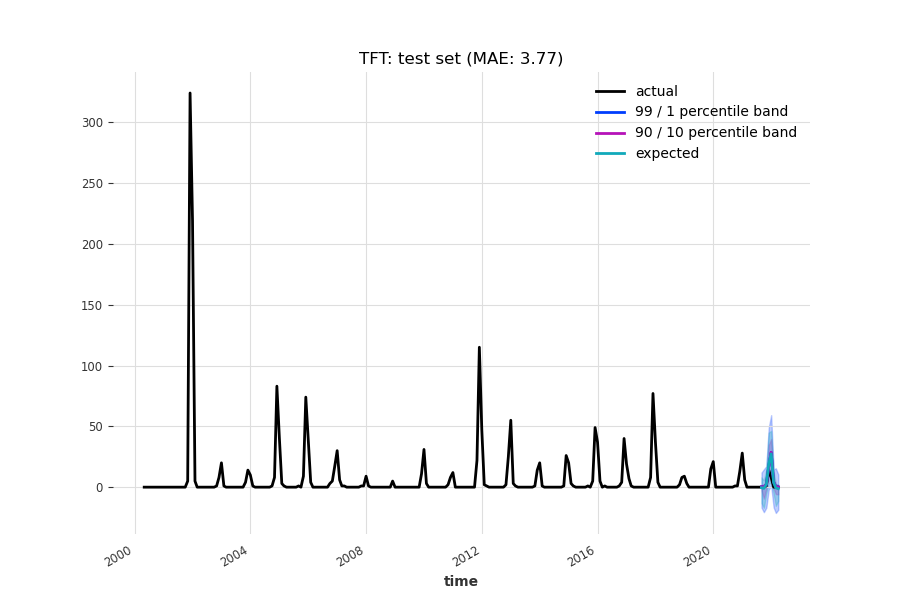 TFT: test set (MAE: 3.77)
actual
99 / 1 percentile band
90 / 10 percentile band
expected
300
250
200
150
100
50
0
2000
2004
2008
2012
2016
2020
time